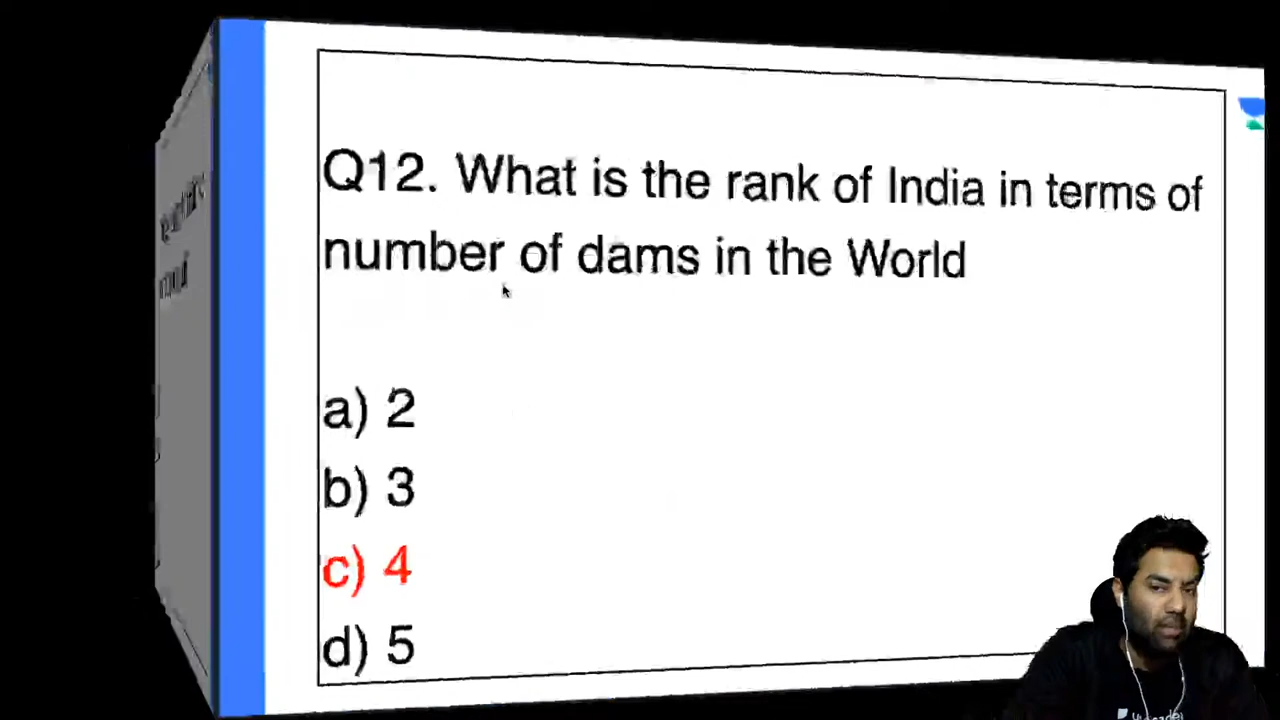 Q12. What is the rank of India in terms of
number of dams in the World
a) 2
b) 3
c) 4
d) 5